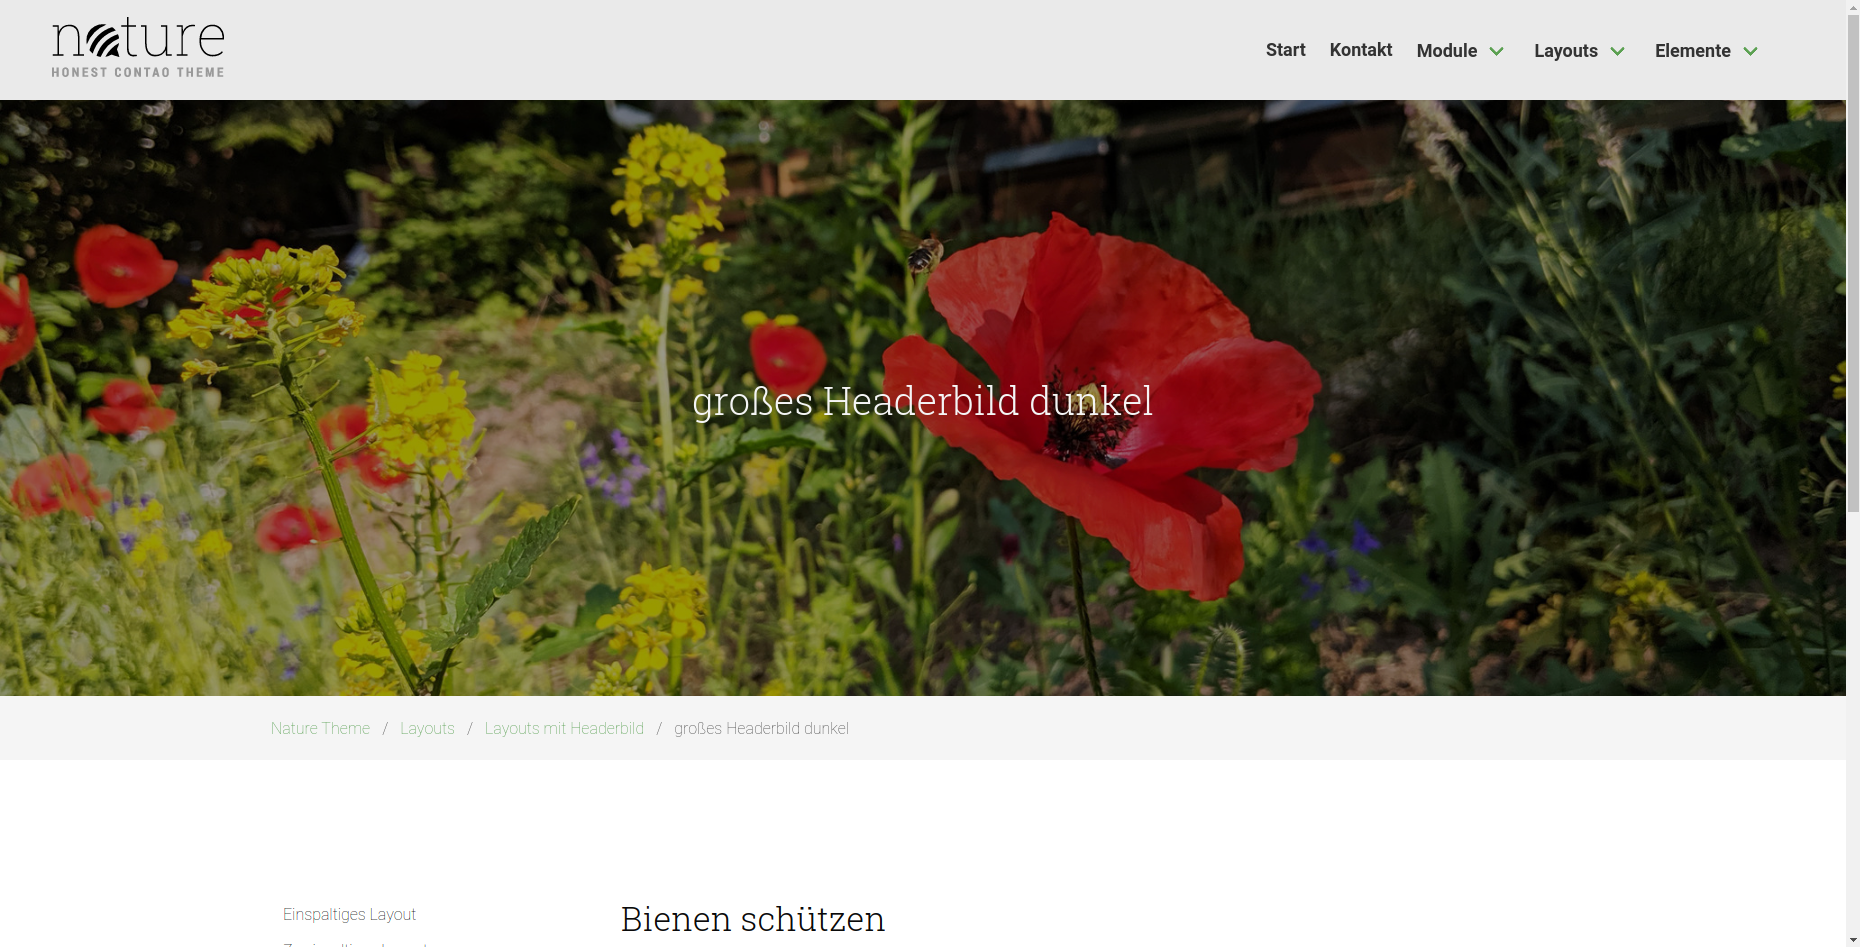 nature
HONEST CONTAO THEME
Start Kontakt Module Layouts Elemente
großes Headerbild dunkel
Nature Theme / Layouts / Layouts mit Headerbild / großes Headerbild dunkel
Einspaltiges Layout
Bienen schützen